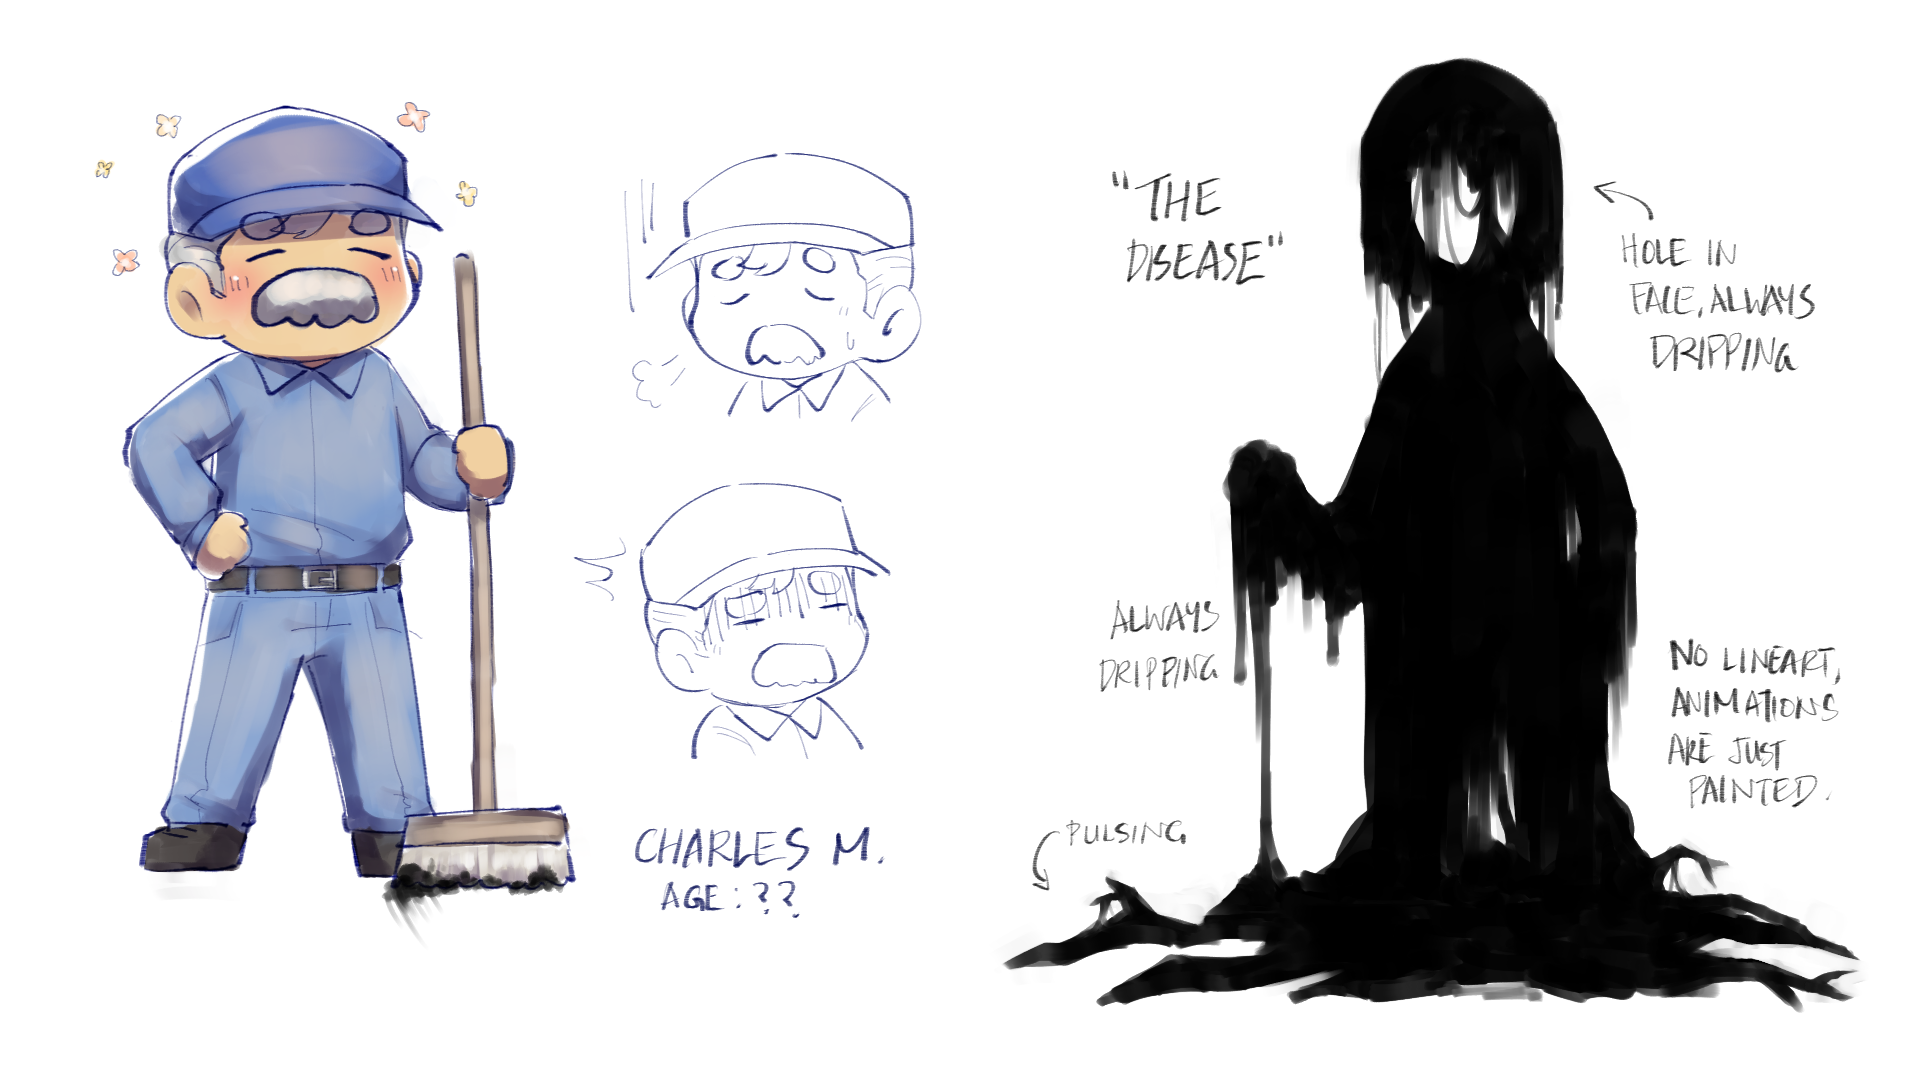 CHARLES M.
AGE: ??
"THE
DISEASE"
HOLE IN
FACE, ALWAYS
DRIPPING
ALWAYS
DRIPPING
NO LINEART,
ANIMATIONS
ARE JUST
PAINTED.
PULSING